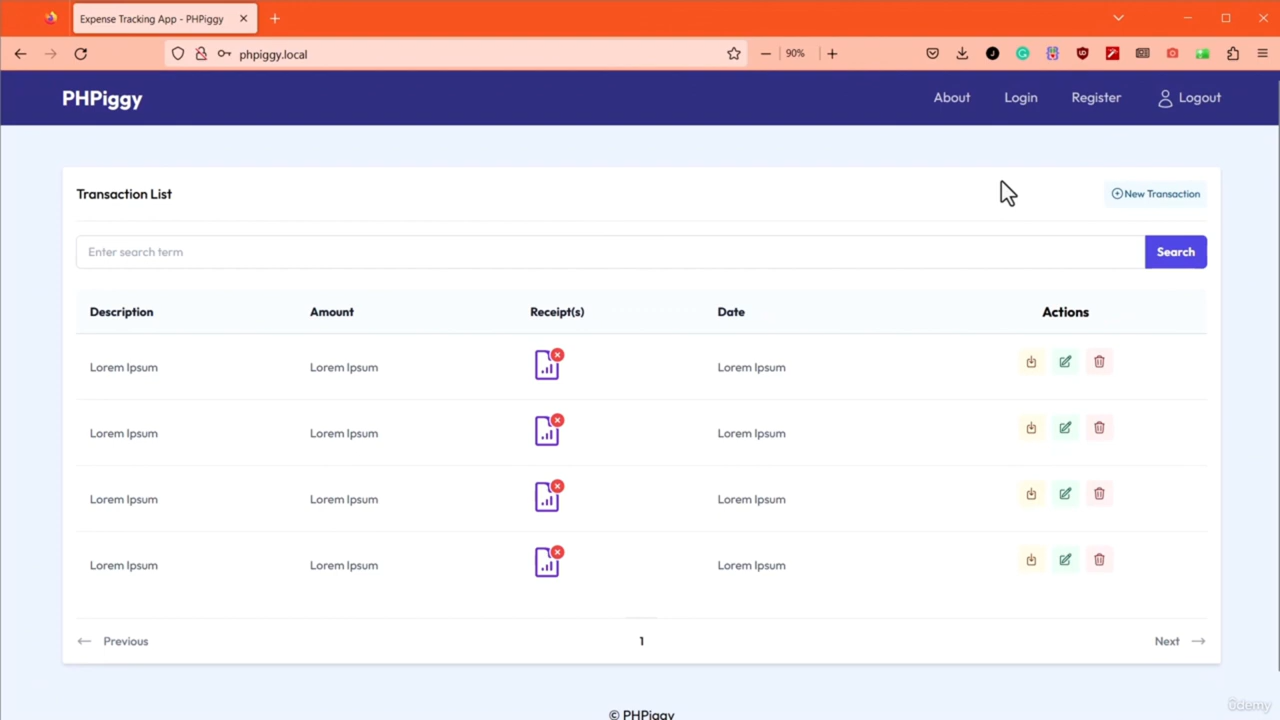 Expense Tracking App - PHPiggy
phpiggy.local
90%
PHPiggy
About Login Register Logout
Transaction List
New Transaction
Enter search term
Search
Description Amount Receipt(s) Date Actions
Lorem Ipsum Lorem Ipsum Lorem Ipsum
Lorem Ipsum Lorem Ipsum Lorem Ipsum
Lorem Ipsum Lorem Ipsum Lorem Ipsum
Lorem Ipsum Lorem Ipsum Lorem Ipsum
Previous 1 Next
© PHPiggy
ûdemy